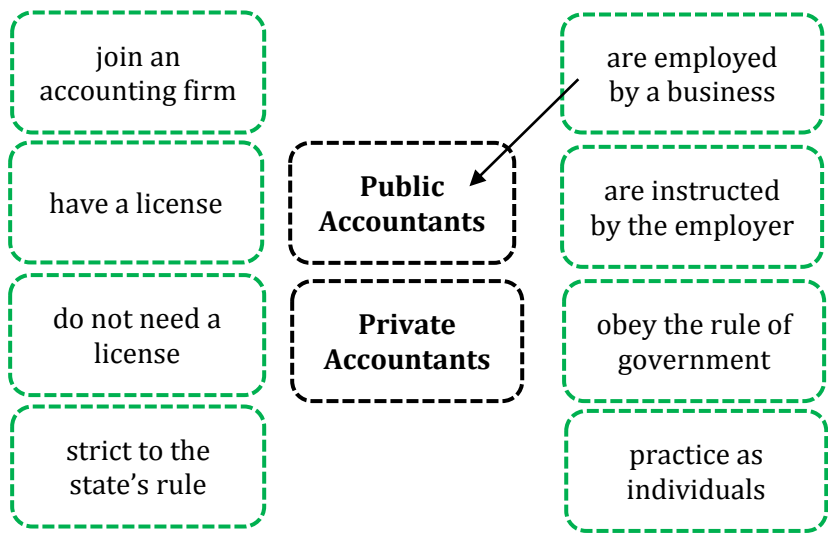 join an
accounting firm
have a license
do not need a
license
strict to the
state’s rule
Public
Accountants
Private
Accountants
are employed
by a business
are instructed
by the employer
obey the rule of
government
practice as
individuals